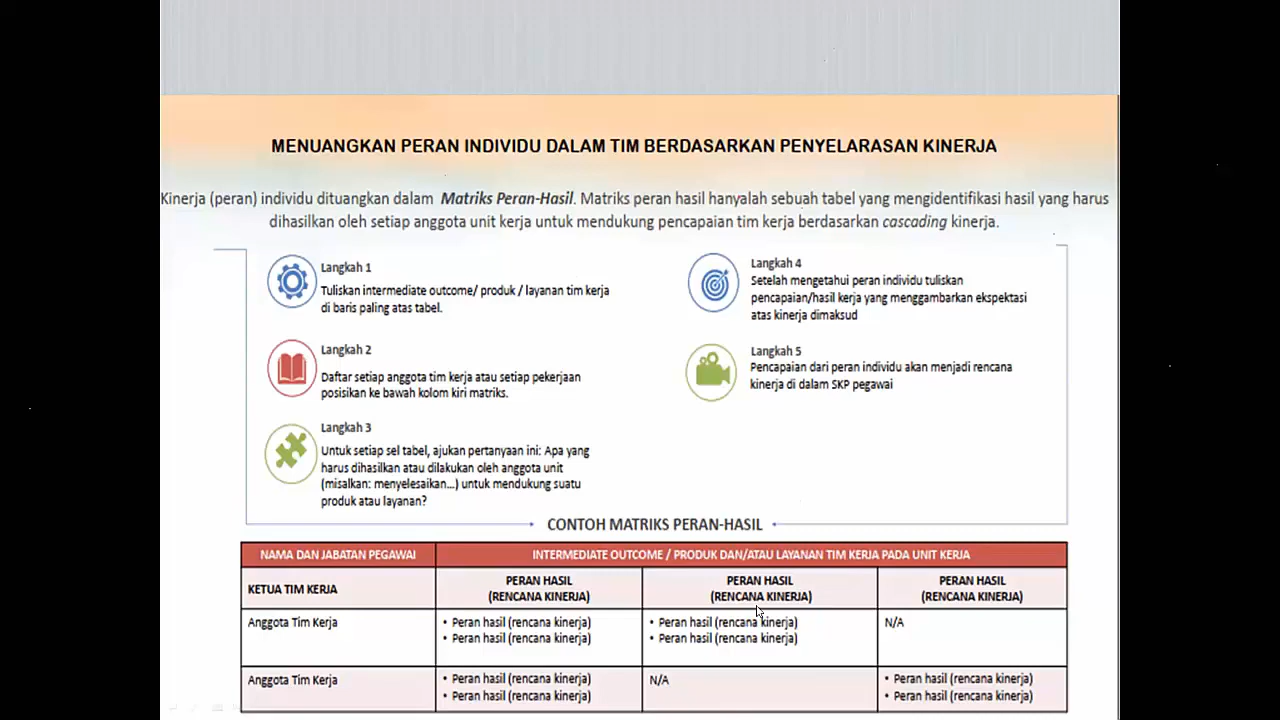 MENUANGKAN PERAN INDIVIDU DALAM TIM BERDASARKAN PENYELARASAN KINERJA
Kinerja (peran) individu dituangkan dalam Matriks Peran-Hasil. Matriks peran hasil hanyalah sebuah tabel yang mengidentifikasi hasil yang harus
dihasilkan oleh setiap anggota unit kerja untuk mendukung pencapaian tim kerja berdasarkan cascading kinerja.
Langkah 1
Tuliskan intermediate outcome/ produk / layanan tim kerja
di baris paling atas tabel.
Langkah 2
Daftar setiap anggota tim kerja atau setiap pekerjaan
posisikan ke bawah kolom kiri matriks.
Langkah 3
Untuk setiap sel tabel, ajukan pertanyaan ini: Apa yang
harus dihasilkan atau dilakukan oleh anggota unit
(misalkan: menyelesaikan...) untuk mendukung suatu
produk atau layanan?
Langkah 4
Setelah mengetahui peran individu tuliskan
pencapaian/hasil kerja yang menggambarkan ekspektasi
atas kinerja dimaksud
Langkah 5
Pencapaian dari peran individu akan menjadi rencana
kinerja di dalam SKP pegawai
CONTOH MATRIKS PERAN-HASIL
NAMA DAN JABATAN PEGAWAI INTERMEDIATE OUTCOME / PRODUK DAN/ATAU LAYANAN TIM KERJA PADA UNIT KERJA
KETUA TIM KERJA
PERAN HASIL
(RENCANA KINERJA)
PERAN HASIL
(RENCANA KINERJA)
PERAN HASIL
(RENCANA KINERJA)
Anggota Tim Kerja
• Peran hasil (rencana kinerja)
• Peran hasil (rencana kinerja)
• Peran hasil (rencana kinerja)
• Peran hasil (rencana kinerja)
N/A
Anggota Tim Kerja
• Peran hasil (rencana kinerja)
• Peran hasil (rencana kinerja)
N/A
• Peran hasil (rencana kinerja)
• Peran hasil (rencana kinerja)